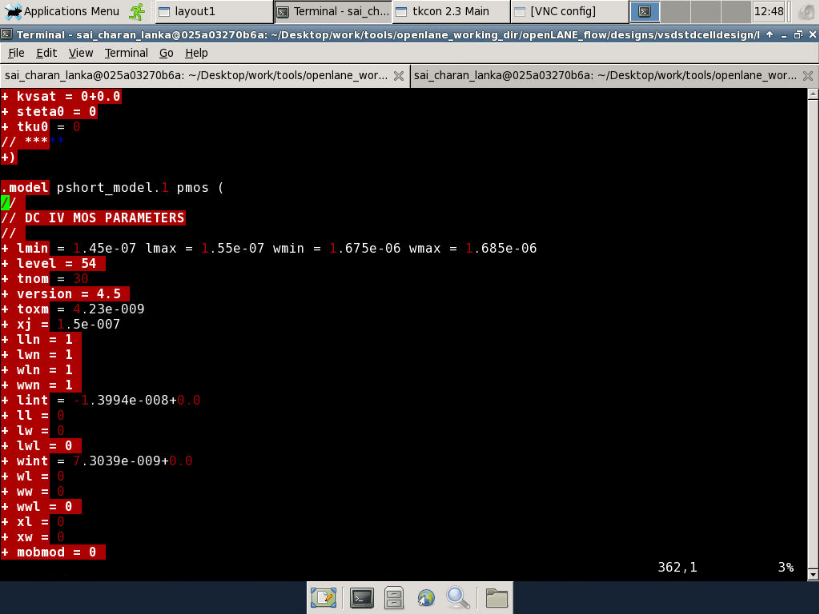 Applications Menu
layout1
Terminal - sai_ch...
tkcon 2.3 Main
[VNC config]
12:48
Terminal - sai_charan_lanka@025a03270b6a: ~/Desktop/work/tools/openlane_working_dir/openLANE_flow/designs/vsdstdcelldesign/l
File Edit View Terminal Go Help
sai_charan_lanka@025a03270b6a: ~/Desktop/work/tools/openlane_wor...
sai_charan_lanka@025a03270b6a: ~/Desktop/work/tools/openlane_wor...
+ kvsat = 0+0.0
+ steta0 = 0
+ tku0 = 0
// *****
+)
.model pshort_model.1 pmos (
//
// DC IV MOS PARAMETERS
//
+ lmin = 1.45e-07 lmax = 1.55e-07 wmin = 1.675e-06 wmax = 1.685e-06
+ level = 54
+ tnom = 30
+ version = 4.5
+ toxm = 4.23e-009
+ xj = 1.5e-007
+ lln = 1
+ lwn = 1
+ wln = 1
+ wwn = 1
+ lint = -1.3994e-008+0.0
+ ll = 0
+ lw = 0
+ lwl = 0
+ wint = 7.3039e-009+0.0
+ wl = 0
+ ww = 0
+ wwl = 0
+ xl = 0
+ xw = 0
+ mobmod = 0
362,1 3%